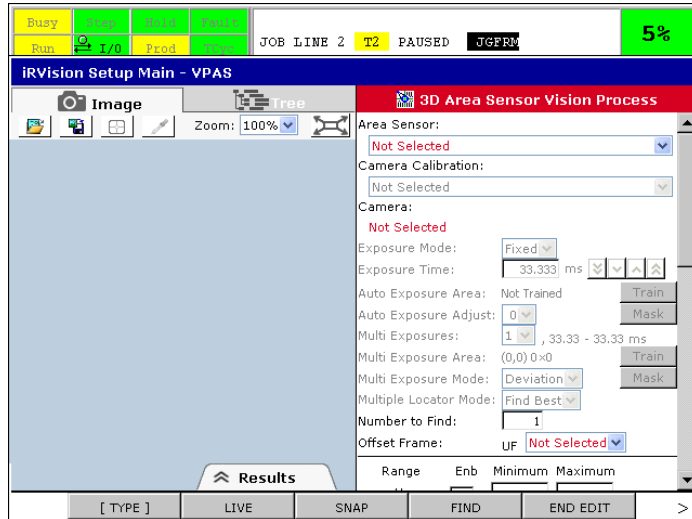 Busy Step Hold Fault
Run I/O Prod TCyc
JOB LINE 2 T2 PAUSED JGFRM
5%
iRVision Setup Main - VPAS
Image Tree
Zoom: 100%
3D Area Sensor Vision Process
Area Sensor:
Not Selected
Camera Calibration:
Not Selected
Camera:
Not Selected
Exposure Mode: Fixed
Exposure Time: 33.333 ms
Auto Exposure Area: Not Trained Train
Auto Exposure Adjust: 0 Mask
Multi Exposures: 1 , 33.33 - 33.33 ms
Multi Exposure Area: (0,0) 0×0 Train
Multi Exposure Mode: Deviation Mask
Multiple Locator Mode: Find Best
Number to Find: 1
Offset Frame: UF Not Selected
Range Enb Minimum Maximum
Results
[ TYPE ] LIVE SNAP FIND END EDIT >